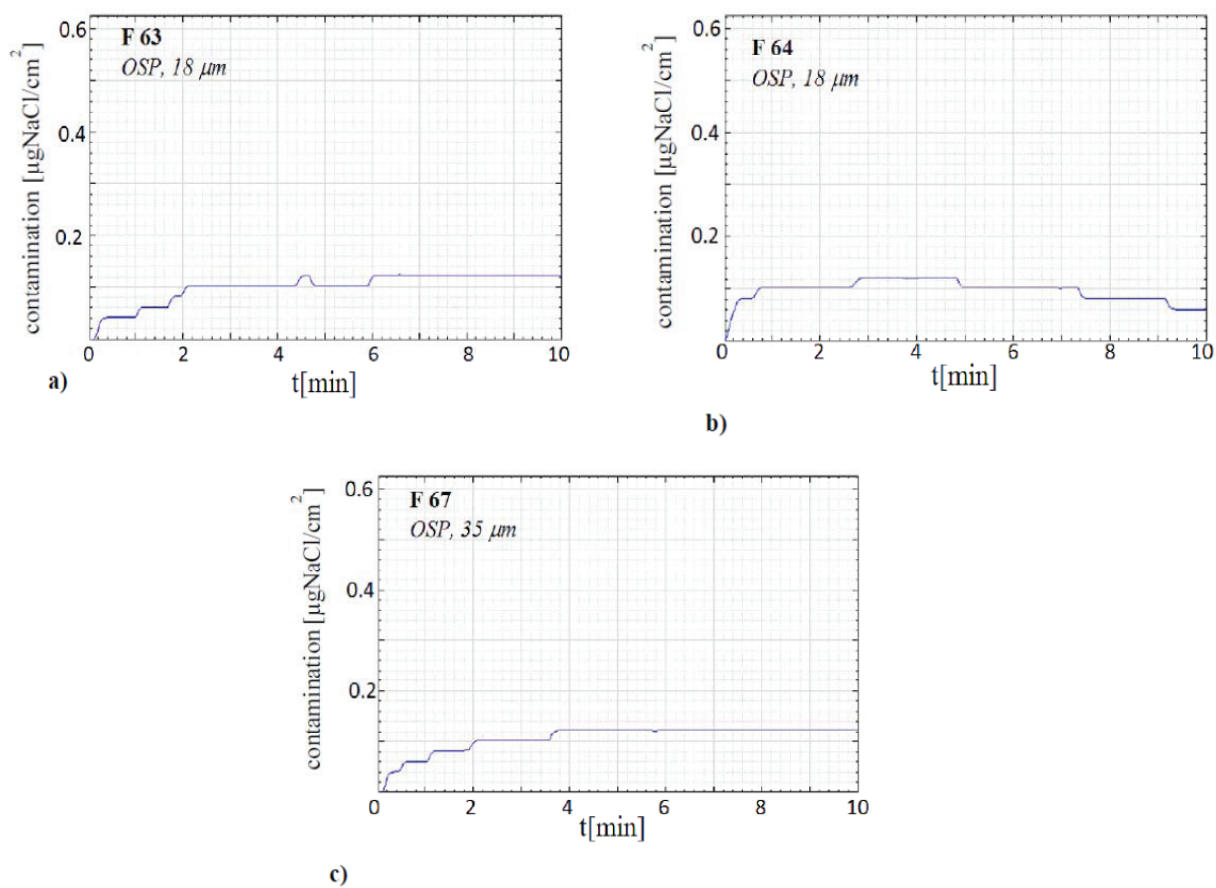 0.6
F 63
OSP, 18 µm
0.4
0.2
contamination [µgNaCl/cm²]
0 2 4 6 8 10
t[min]
a)
0.6
F 64
OSP, 18 µm
0.4
0.2
contamination [µgNaCl/cm²]
0 2 4 6 8 10
t[min]
b)
0.6
F 67
OSP, 35 µm
0.4
0.2
contamination [µgNaCl/cm²]
0 2 4 6 8 10
t[min]
c)